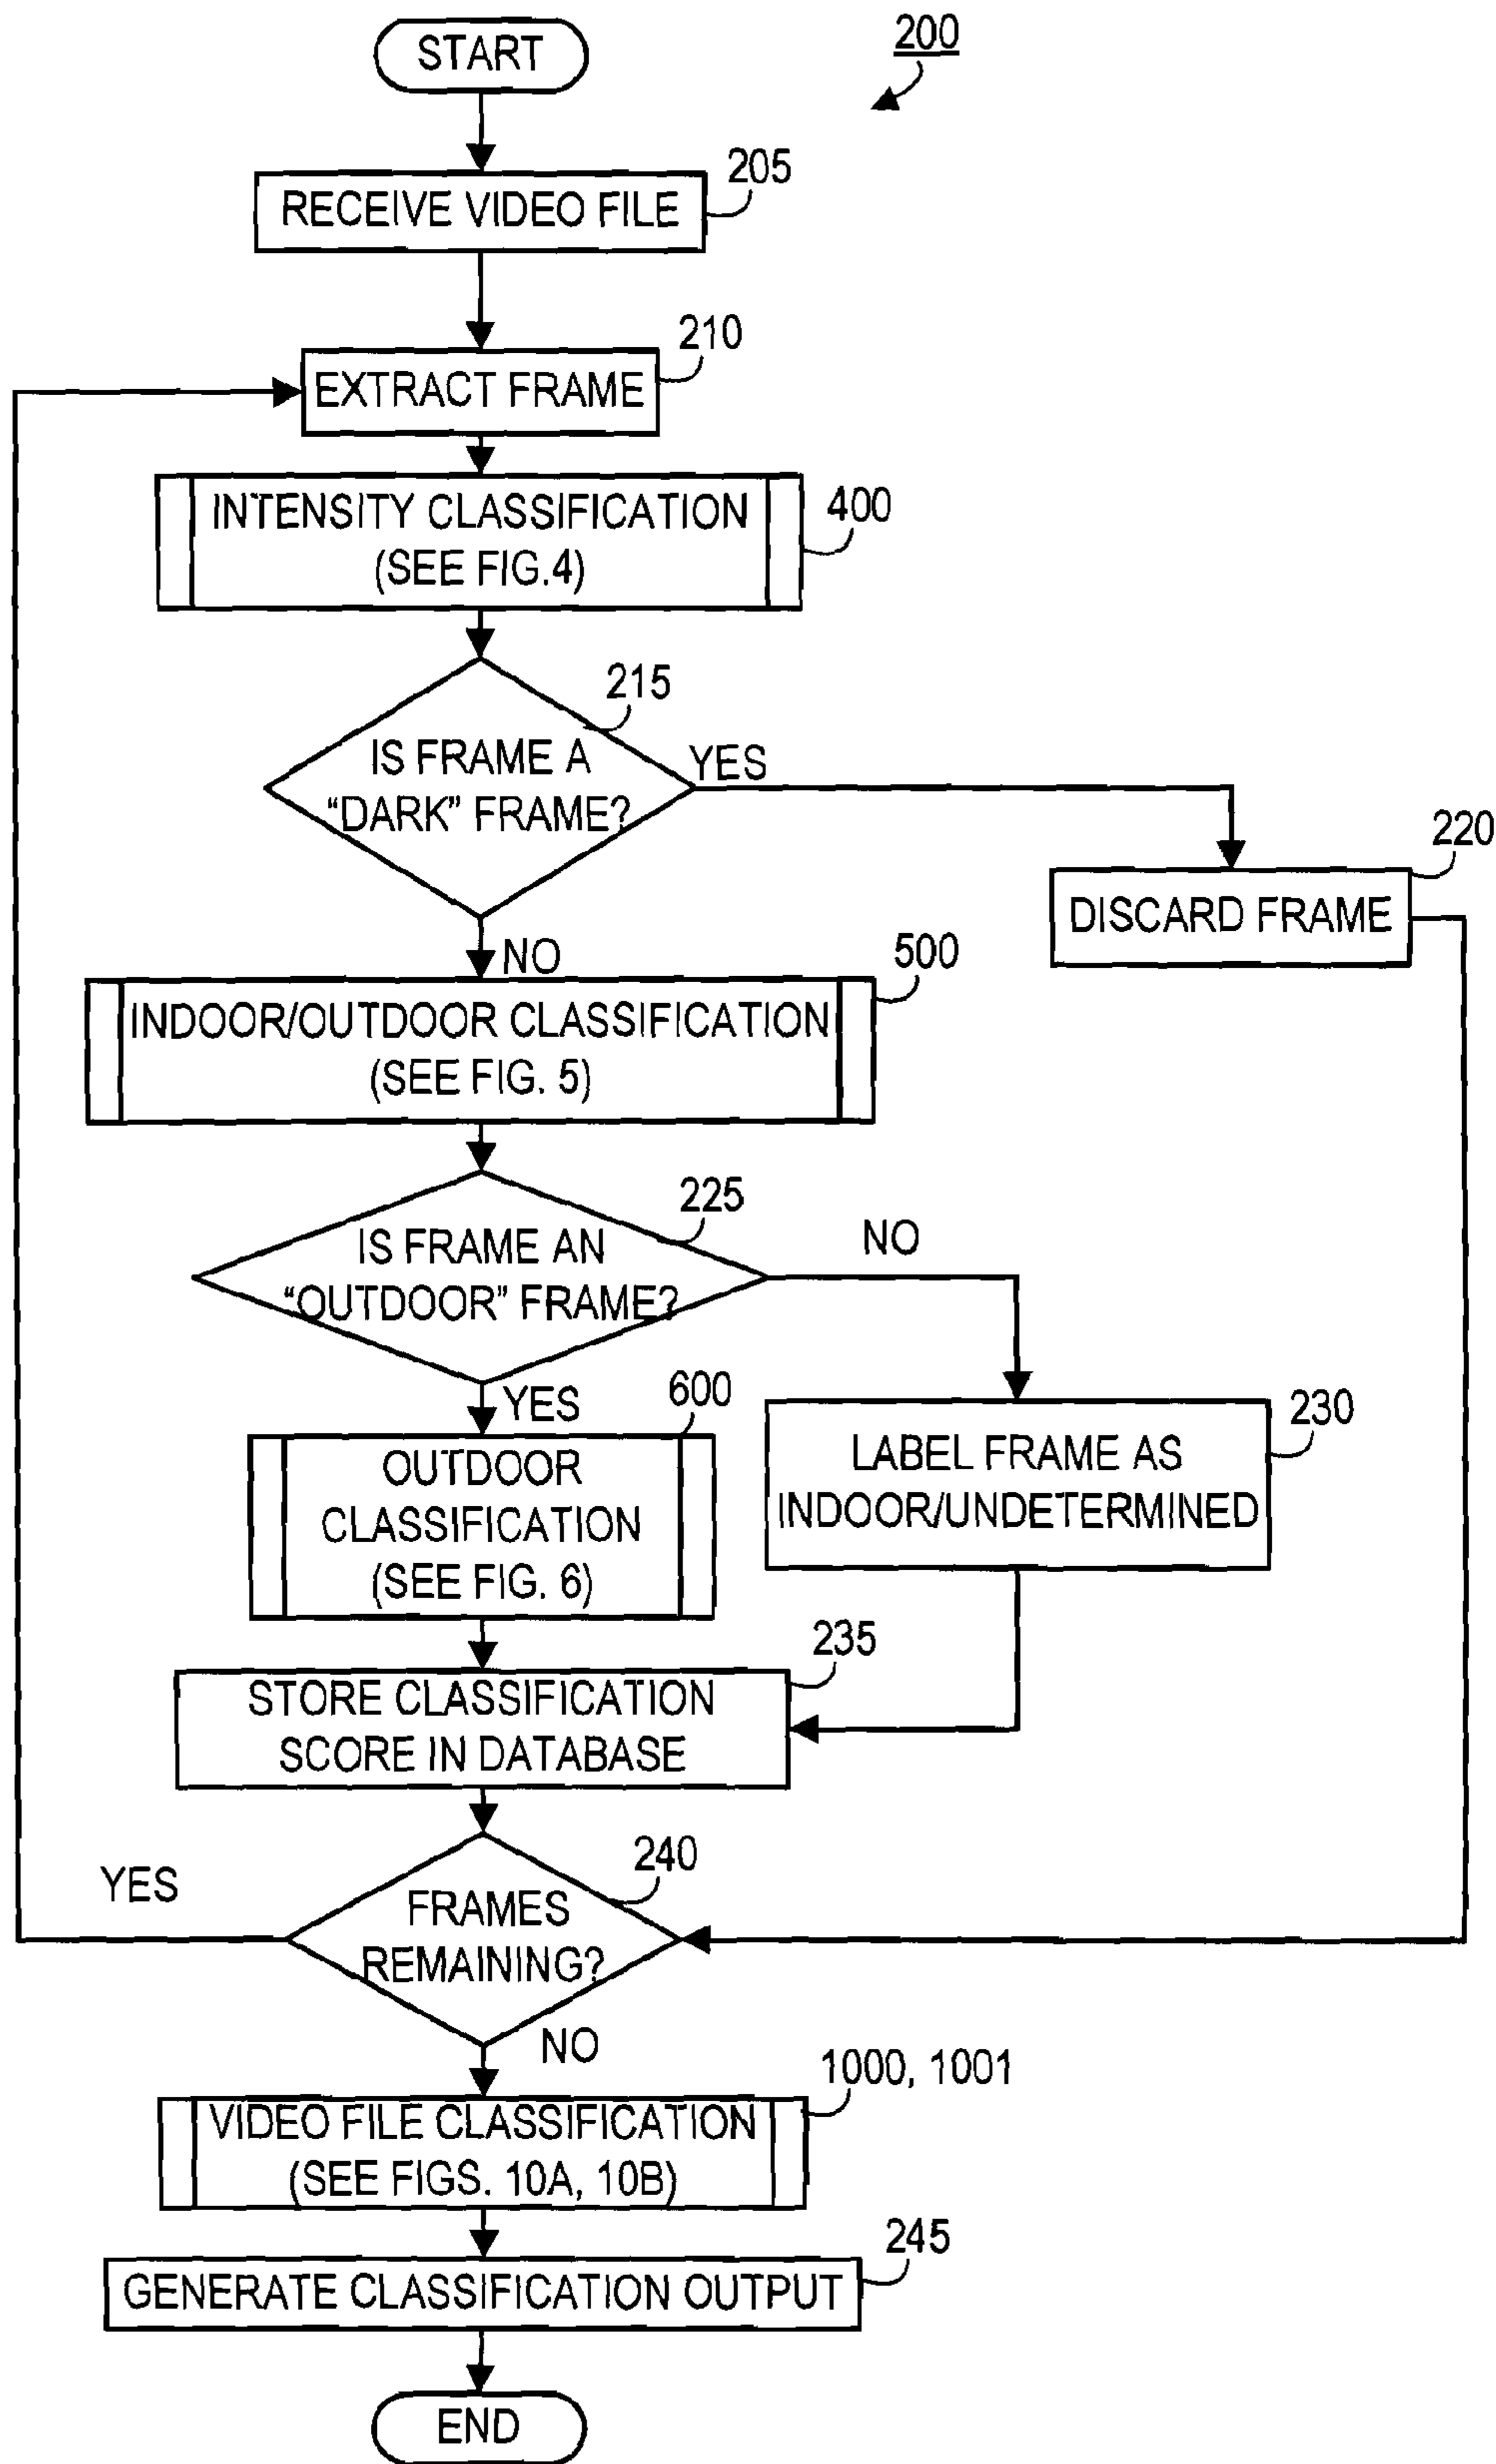 START
200
RECEIVE VIDEO FILE
205
EXTRACT FRAME
210
INTENSITY CLASSIFICATION
(SEE FIG.4)
400
IS FRAME A
“DARK” FRAME?
215
YES
DISCARD FRAME
220
NO
INDOOR/OUTDOOR CLASSIFICATION
(SEE FIG. 5)
500
IS FRAME AN
“OUTDOOR” FRAME?
225
NO
YES
OUTDOOR
CLASSIFICATION
(SEE FIG. 6)
600
LABEL FRAME AS
INDOOR/UNDETERMINED
230
STORE CLASSIFICATION
SCORE IN DATABASE
235
FRAMES
REMAINING?
240
YES
NO
VIDEO FILE CLASSIFICATION
(SEE FIGS. 10A, 10B)
1000, 1001
GENERATE CLASSIFICATION OUTPUT
245
END